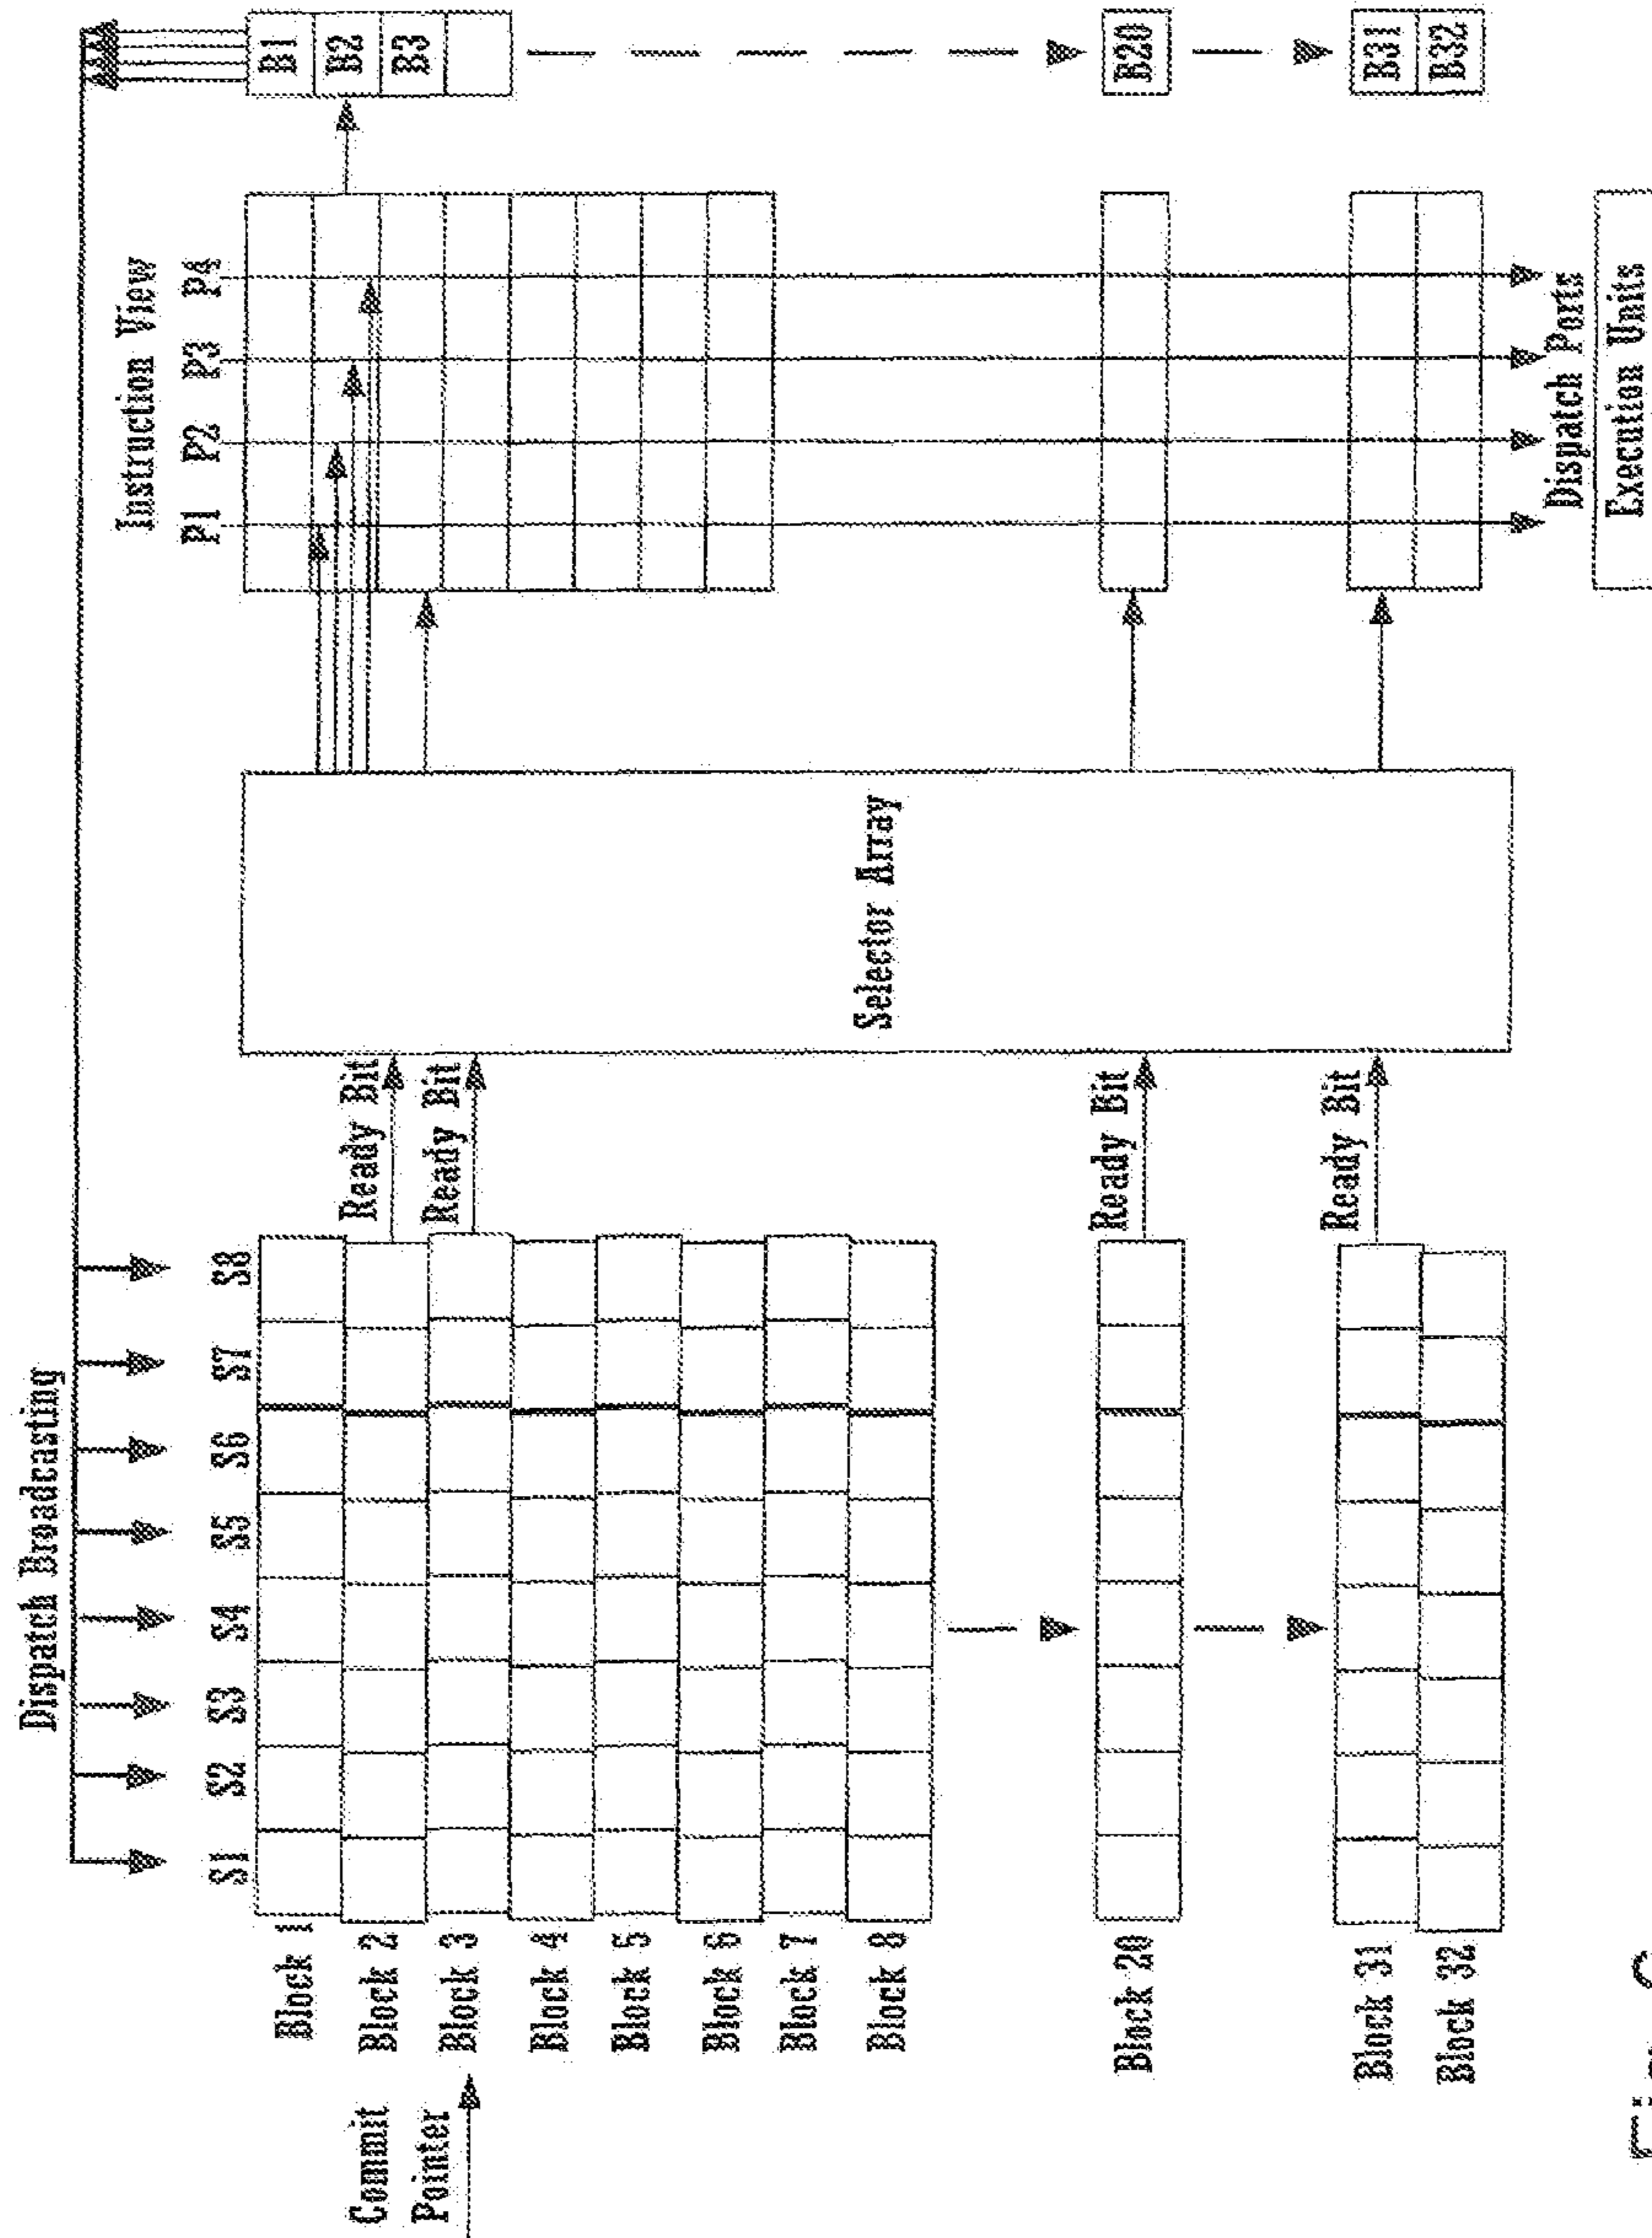 Dispatch Broadcasting
S1 S2 S3 S4 S5 S6 S7 S8
Commit
Pointer
Block 1
Block 2
Block 3
Block 4
Block 5
Block 6
Block 7
Block 8
Block 20
Block 31
Block 32
Ready Bit
Ready Bit
Ready Bit
Ready Bit
Selector Array
Instruction View
P1 P2 P3 P4
Dispatch Ports
Execution Units
B1
B2
B3
B20
B31
B32